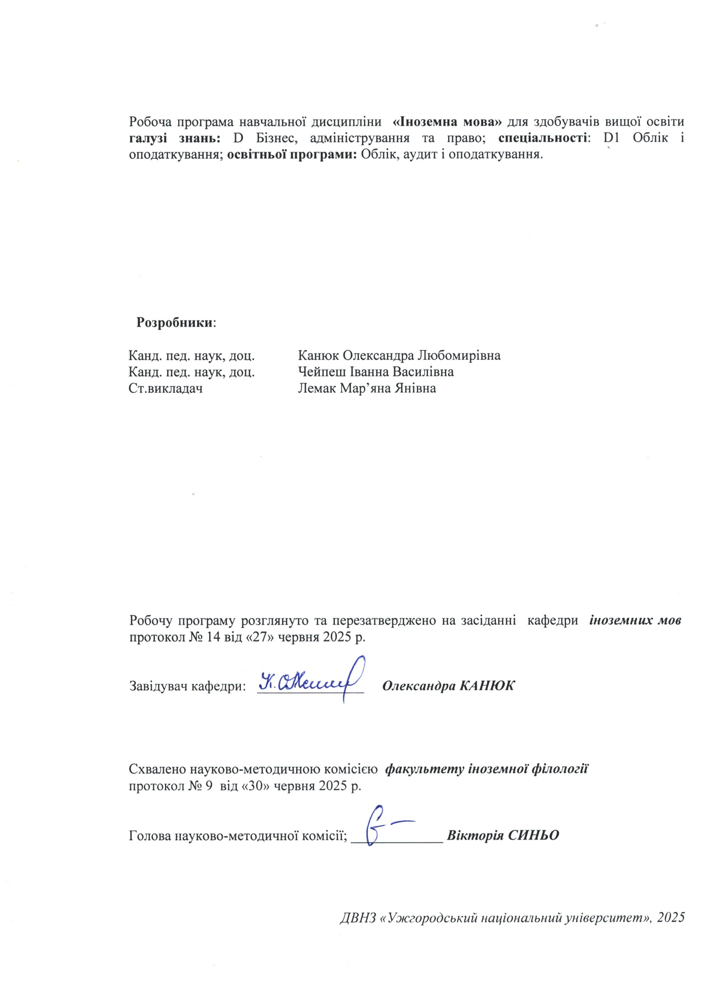 Робоча програма навчальної дисципліни «Іноземна мова» для здобувачів вищої освіти
галузі знань: D Бізнес, адміністрування та право; спеціальності: D1 Облік і
оподаткування; освітньої програми: Облік, аудит і оподаткування.
Розробники:
Канд. пед. наук, доц. Канюк Олександра Любомирівна
Канд. пед. наук, доц. Чейпеш Іванна Василівна
Ст.викладач Лемак Мар’яна Янівна
Робочу програму розглянуто та перезатверджено на засіданні кафедри іноземних мов
протокол № 14 від «27» червня 2025 р.
Завідувач кафедри: Олександра КАНЮК
Схвалено науково-методичною комісією факультету іноземної філології
протокол № 9 від «30» червня 2025 р.
Голова науково-методичної комісії; Вікторія СИНЬО
ДВНЗ «Ужгородський національний університет», 2025